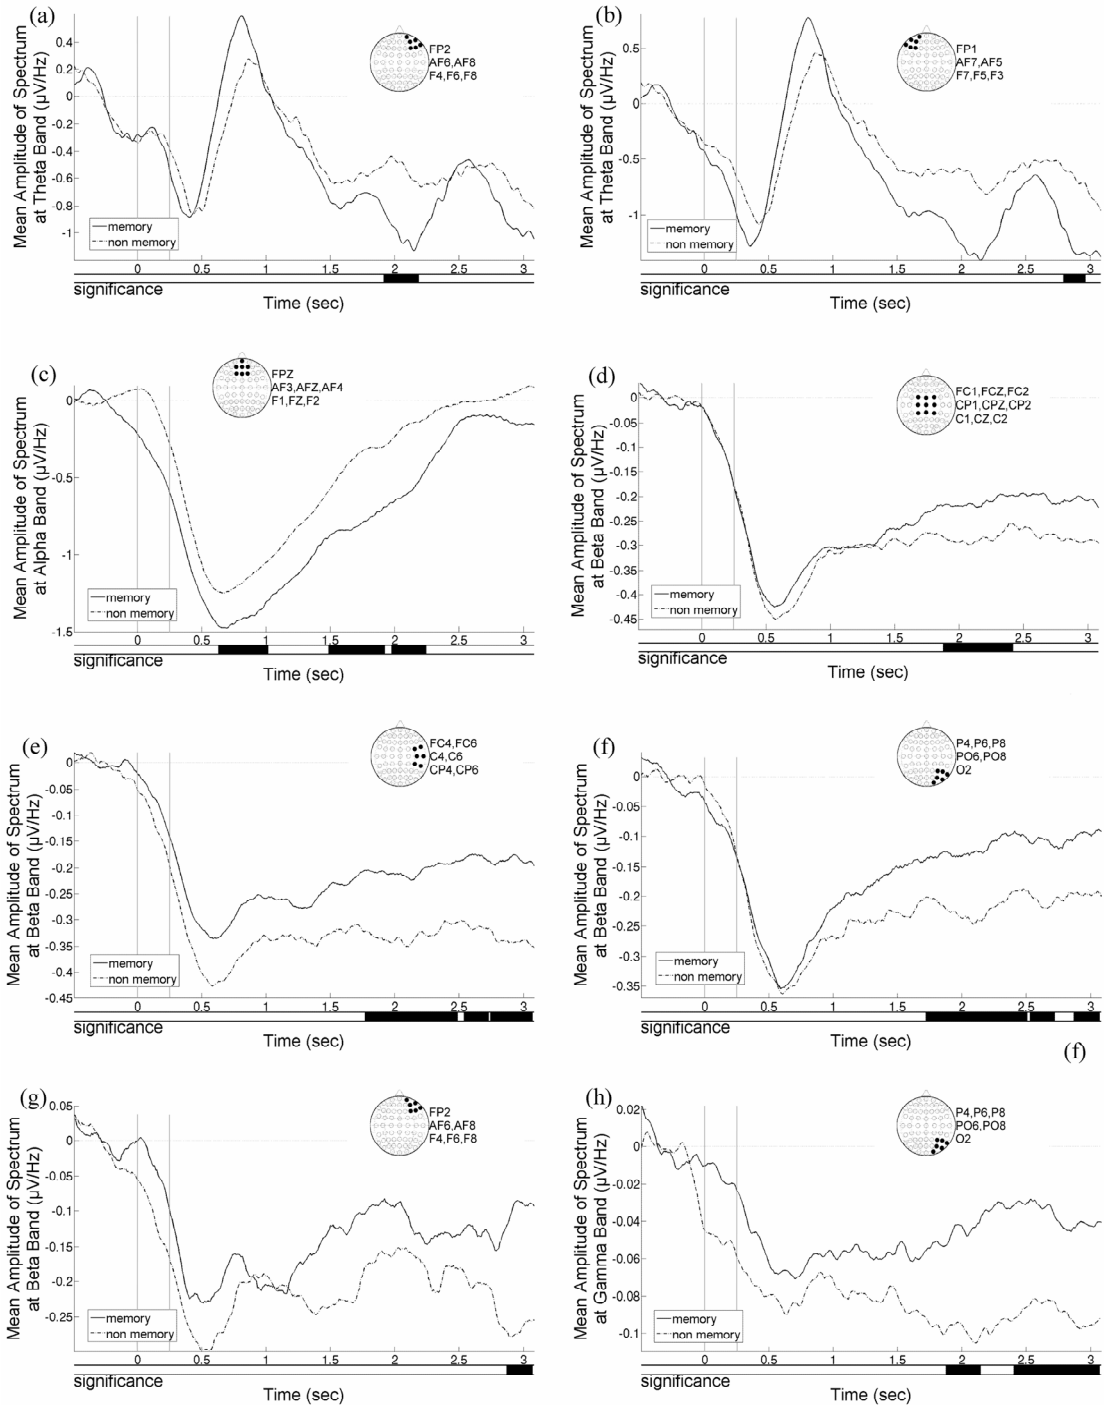 (a)
Mean Amplitude of Spectrum
at Theta Band (µV/Hz)
0.4
0.2
0
-0.2
-0.4
-0.6
-0.8
-1
FP2
AF6,AF8
F4,F6,F8
memory
non memory
0 0.5 1 1.5 2 2.5 3
significance
Time (sec)
(b)
Mean Amplitude of Spectrum
at Theta Band (µV/Hz)
0.5
0
-0.5
-1
FP1
AF7,AF5
F7,F5,F3
memory
non memory
0 0.5 1 1.5 2 2.5 3
significance
Time (sec)
(c)
Mean Amplitude of Spectrum
at Alpha Band (µV/Hz)
0
-0.5
-1
-1.5
FPZ
AF3,AFZ,AF4
F1,FZ,F2
memory
non memory
0 0.5 1 1.5 2 2.5 3
significance
Time (sec)
(d)
Mean Amplitude of Spectrum
at Beta Band (µV/Hz)
0
-0.05
-0.1
-0.15
-0.2
-0.25
-0.3
-0.35
-0.4
-0.45
FC1,FCZ,FC2
CP1,CPZ,CP2
C1,CZ,C2
memory
non memory
0 0.5 1 1.5 2 2.5 3
significance
Time (sec)
(e)
Mean Amplitude of Spectrum
at Beta Band (µV/Hz)
0
-0.05
-0.1
-0.15
-0.2
-0.25
-0.3
-0.35
-0.4
-0.45
FC4,FC6
C4,C6
CP4,CP6
memory
non memory
0 0.5 1 1.5 2 2.5 3
significance
Time (sec)
(f)
Mean Amplitude of Spectrum
at Beta Band (µV/Hz)
0
-0.05
-0.1
-0.15
-0.2
-0.25
-0.3
-0.35
P4,P6,P8
PO6,PO8
O2
memory
non memory
0 0.5 1 1.5 2 2.5 3
significance
Time (sec)
(f)
(g)
Mean Amplitude of Spectrum
at Beta Band (µV/Hz)
0.05
0
-0.05
-0.1
-0.15
-0.2
-0.25
FP2
AF6,AF8
F4,F6,F8
memory
non memory
0 0.5 1 1.5 2 2.5 3
significance
Time (sec)
(h)
Mean Amplitude of Spectrum
at Gamma Band (µV/Hz)
0.02
0
-0.02
-0.04
-0.06
-0.08
-0.1
P4,P6,P8
PO6,PO8
O2
memory
non memory
0 0.5 1 1.5 2 2.5 3
significance
Time (sec)